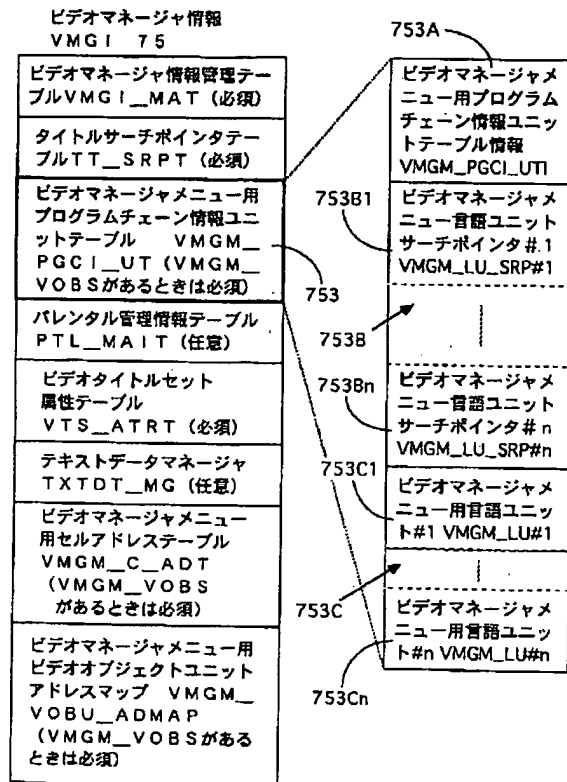 ビデオマネージャ情報
VMGI 75
ビデオマネージャ情報管理テー
ブルVMGI__MAT (必須)
タイトルサーチポインタテー
ブルTT__SRPT (必須)
ビデオマネージャメニュー用
プログラムチェーン情報ユニ
ットテーブル VMGM__
PGCI__UT (VMGM__
VOBSがあるときは必須)
パレンタル管理情報テーブル
PTL__MAIT (任意)
ビデオタイトルセット
属性テーブル
VTS__ATRT (必須)
テキストデータマネージャ
TXTDT__MG (任意)
ビデオマネージャメニュー
用セルアドレステーブル
VMGM__C__ADT
(VMGM__VOBS
があるときは必須)
ビデオマネージャメニュー用
ビデオオブジェクトユニット
アドレスマップ VMGM__
VOBU__ADMAP
(VMGM__VOBSがある
ときは必須)
753
753A
ビデオマネージャメ
ニュー用プログラム
チェーン情報ユニッ
トテーブル情報
VMGM_PGCI_UTI
753B1
ビデオマネージャメ
ニュー言語ユニット
サーチポインタ#.1
VMGM_LU_SRP#1
753B
753Bn
ビデオマネージャメ
ニュー言語ユニット
サーチポインタ#n
VMGM_LU_SRP#n
753C1
ビデオマネージャメ
ニュー用言語ユニッ
ト#1 VMGM_LU#1
753C
753Cn
ビデオマネージャメ
ニュー用言語ユニッ
ト#n VMGM_LU#n